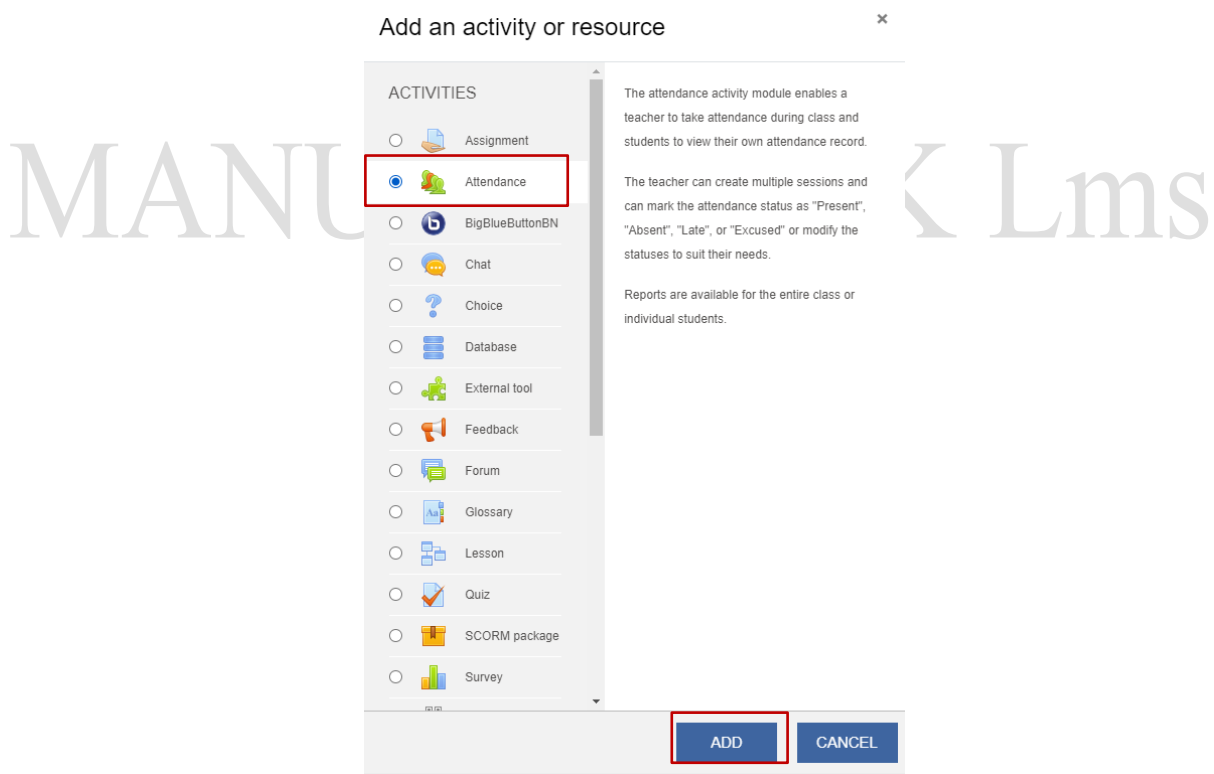 Add an activity or resource
×
ACTIVITIES
Assignment
Attendance
BigBlueButtonBN
Chat
Choice
Database
External tool
Feedback
Forum
Glossary
Lesson
Quiz
SCORM package
Survey
The attendance activity module enables a
teacher to take attendance during class and
students to view their own attendance record.
The teacher can create multiple sessions and
can mark the attendance status as "Present",
"Absent", "Late", or "Excused" or modify the
statuses to suit their needs.
Reports are available for the entire class or
individual students.
ADD
CANCEL
Lms